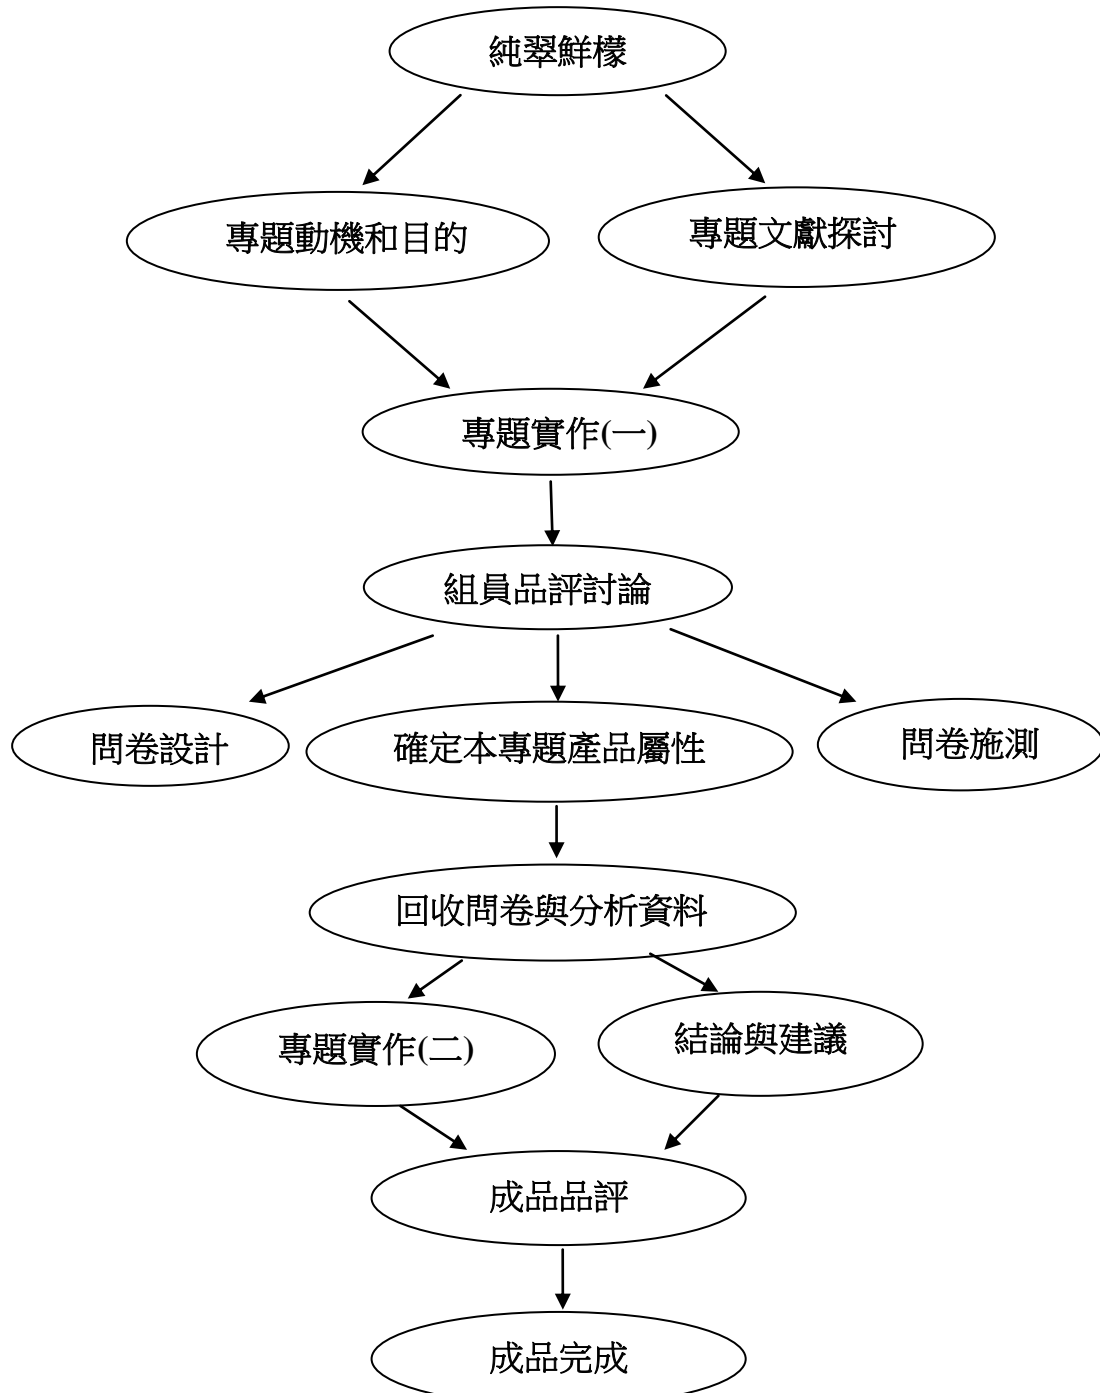 純翠鮮檬
專題動機和目的
專題文獻探討
專題實作(一)
組員品評討論
問卷設計
確定本專題產品屬性
問卷施測
回收問卷與分析資料
專題實作(二)
結論與建議
成品品評
成品完成